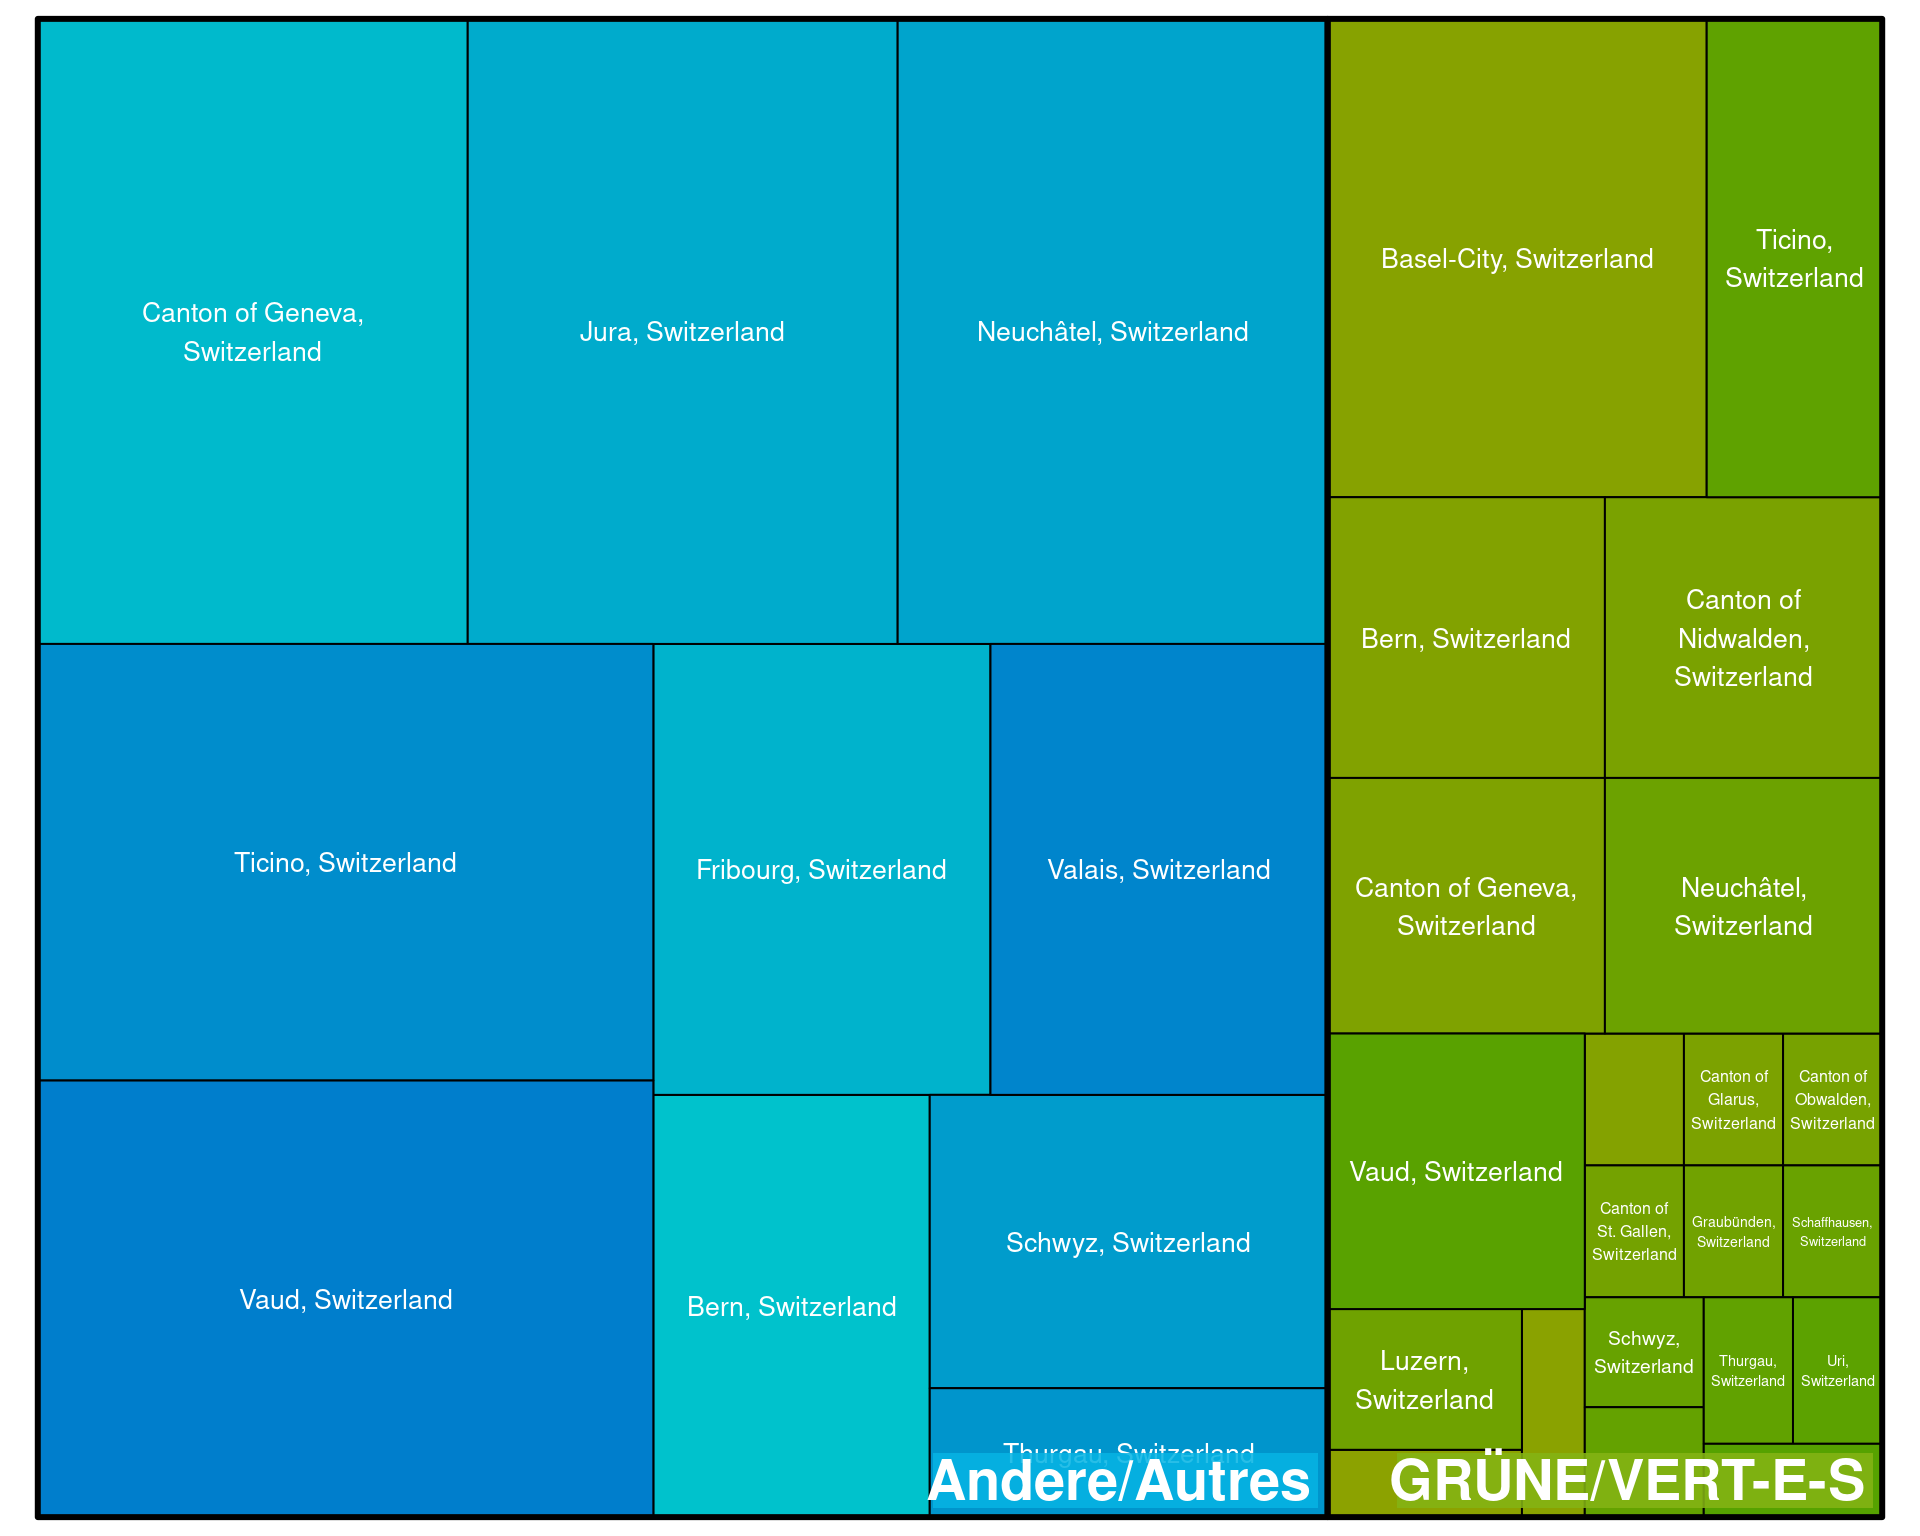 Canton of Geneva,
Switzerland
Jura, Switzerland
Neuchâtel, Switzerland
Ticino, Switzerland
Fribourg, Switzerland
Valais, Switzerland
Vaud, Switzerland
Bern, Switzerland
Schwyz, Switzerland
Thurgau, Switzerland
Andere/Autres
Basel-City, Switzerland
Ticino,
Switzerland
Bern, Switzerland
Canton of
Nidwalden,
Switzerland
Canton of Geneva,
Switzerland
Neuchâtel,
Switzerland
Vaud, Switzerland
Canton of
Glarus,
Switzerland
Canton of
Obwalden,
Switzerland
Canton of
St. Gallen,
Switzerland
Graubünden,
Switzerland
Schaffhausen,
Switzerland
Luzern,
Switzerland
Schwyz,
Switzerland
Thurgau,
Switzerland
Uri,
Switzerland
GRÜNE/VERT-E-S